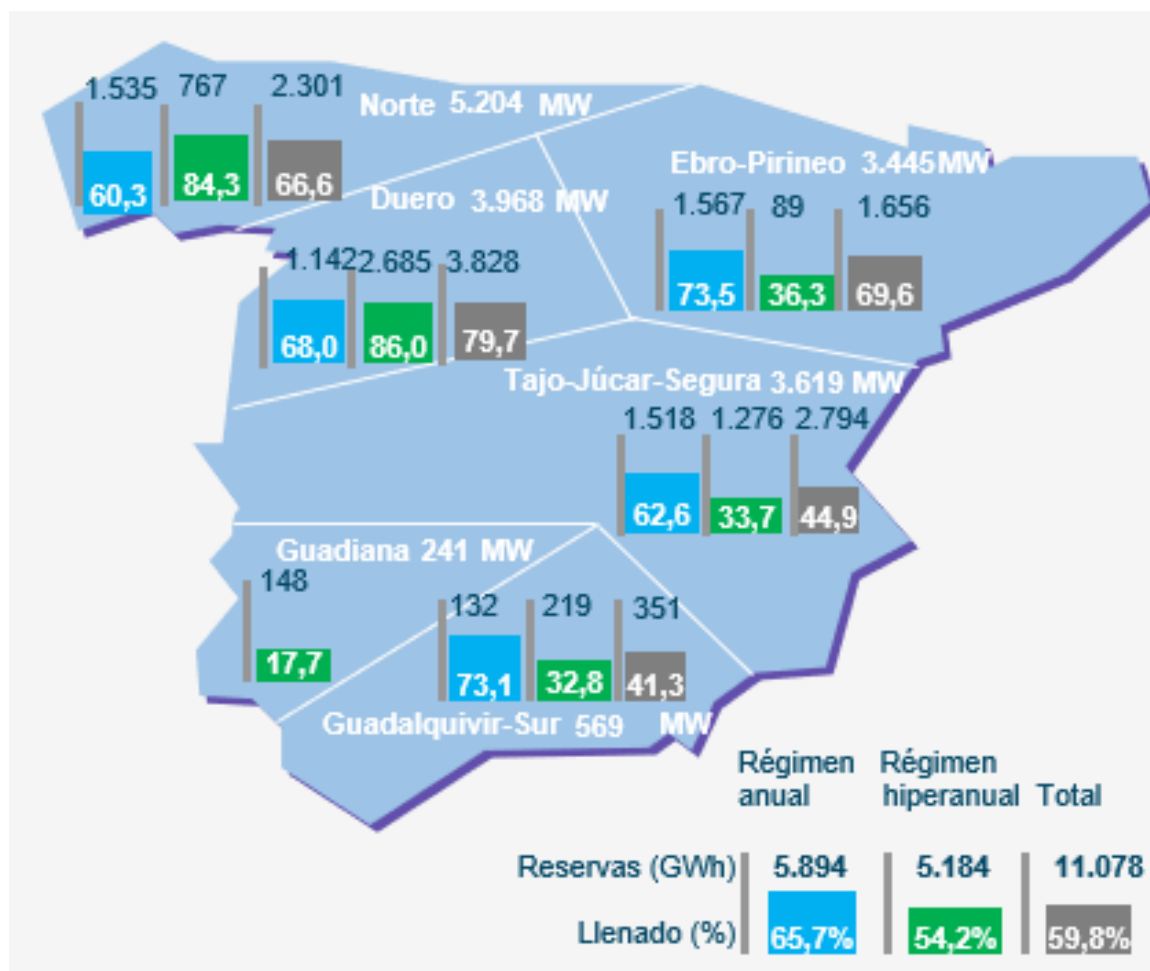 1.535 767 2.301
Norte 5.204 MW
60,3 84,3 66,6
Ebro-Pirineo 3.445 MW
1.567 89 1.656
73,5 36,3 69,6
Duero 3.968 MW
1.142 2.685 3.828
68,0 86,0 79,7
Tajo-Júcar-Segura 3.619 MW
1.518 1.276 2.794
62,6 33,7 44,9
Guadiana 241 MW
148
17,7
132 219 351
73,1 32,8 41,3
Guadalquivir-Sur 569 MW
Régimen anual
Régimen hiperanual
Total
Reservas (GWh) 5.894 5.184 11.078
Llenado (%) 65,7% 54,2% 59,8%